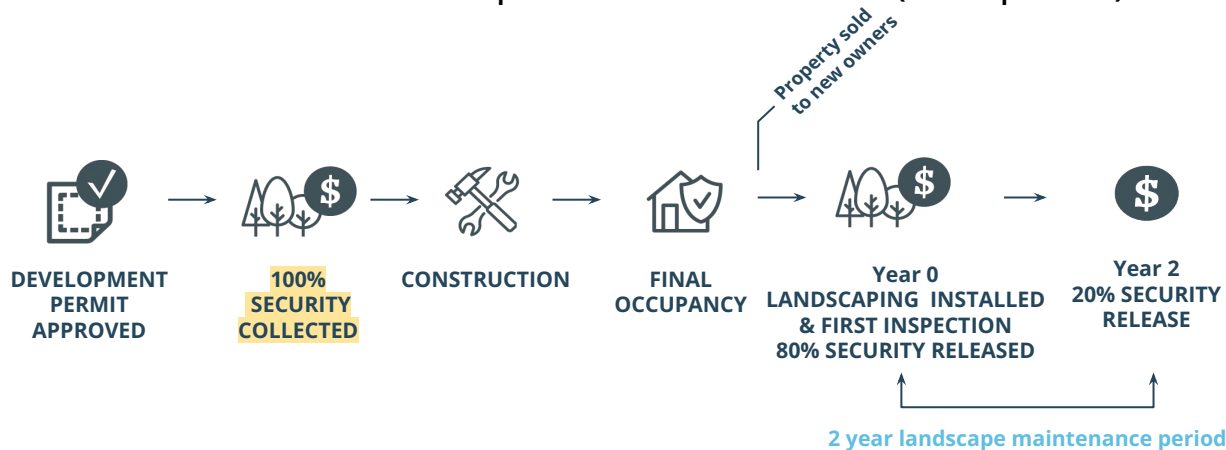 Property sold
to new owners
$
$
$
DEVELOPMENT
PERMIT
APPROVED
100%
SECURITY
COLLECTED
CONSTRUCTION
FINAL
OCCUPANCY
Year 0
LANDSCAPING INSTALLED
& FIRST INSPECTION
80% SECURITY RELEASED
Year 2
20% SECURITY
RELEASE
2 year landscape maintenance period